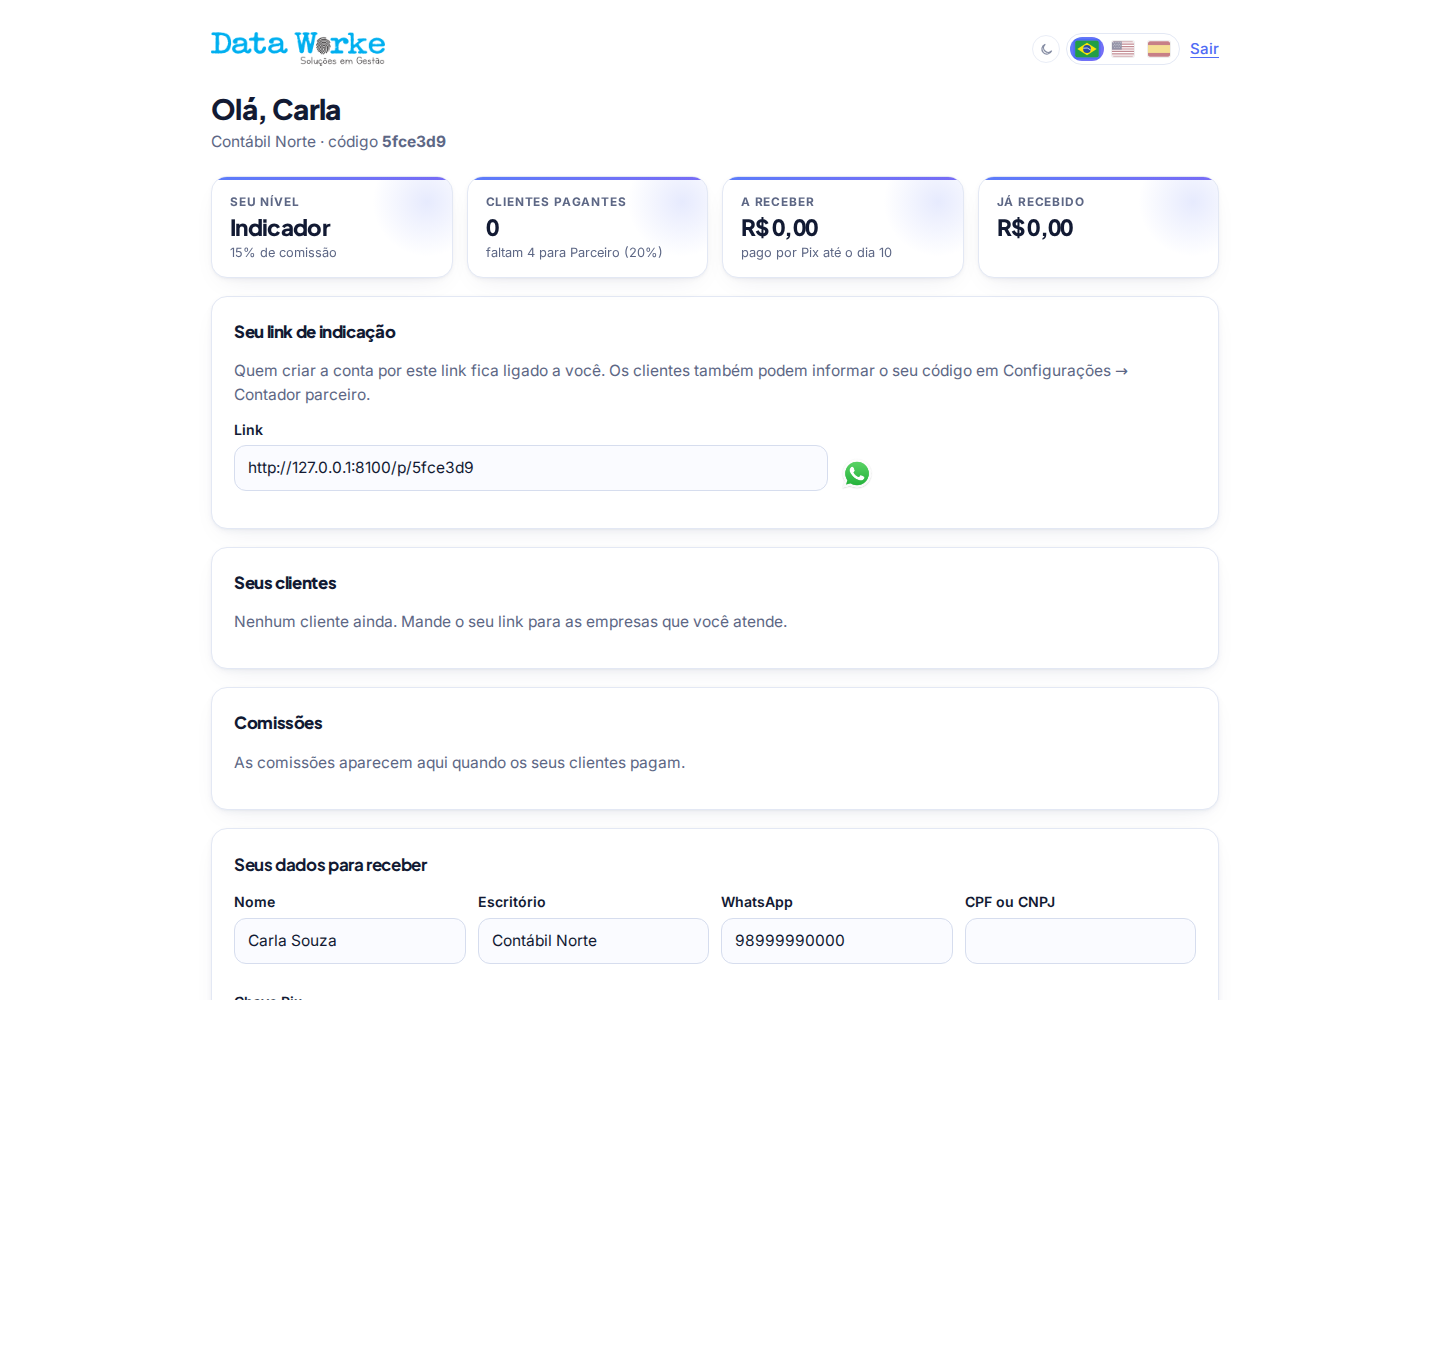 Data Worke
Soluções em Gestão
Sair
Olá, Carla
Contábil Norte · código 5fce3d9
SEU NÍVEL
Indicador
15% de comissão
CLIENTES PAGANTES
0
faltam 4 para Parceiro (20%)
A RECEBER
R$ 0,00
pago por Pix até o dia 10
JÁ RECEBIDO
R$ 0,00
Seu link de indicação
Quem criar a conta por este link fica ligado a você. Os clientes também podem informar o seu código em Configurações →
Contador parceiro.
Link
http://127.0.0.1:8100/p/5fce3d9
Seus clientes
Nenhum cliente ainda. Mande o seu link para as empresas que você atende.
Comissões
As comissões aparecem aqui quando os seus clientes pagam.
Seus dados para receber
Nome
Escritório
WhatsApp
CPF ou CNPJ
Carla Souza
Contábil Norte
98999990000
Chave Pix